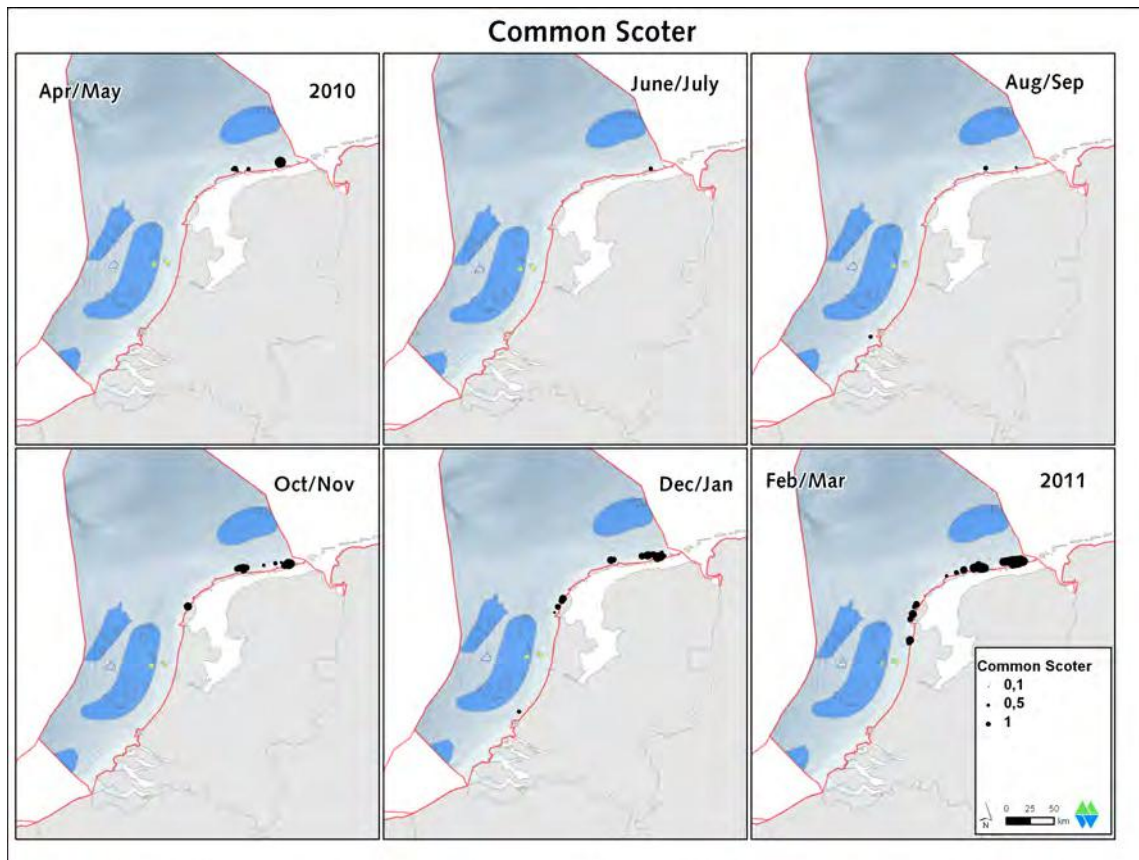 Common Scoter
Apr/May 2010
June/July
Aug/Sep
Oct/Nov
Dec/Jan
Feb/Mar 2011
Common Scoter
0,1
0,5
1
0 25 50
N km